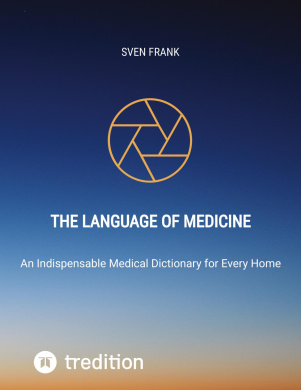 SVEN FRANK
THE LANGUAGE OF MEDICINE
An Indispensable Medical Dictionary for Every Home
tredition